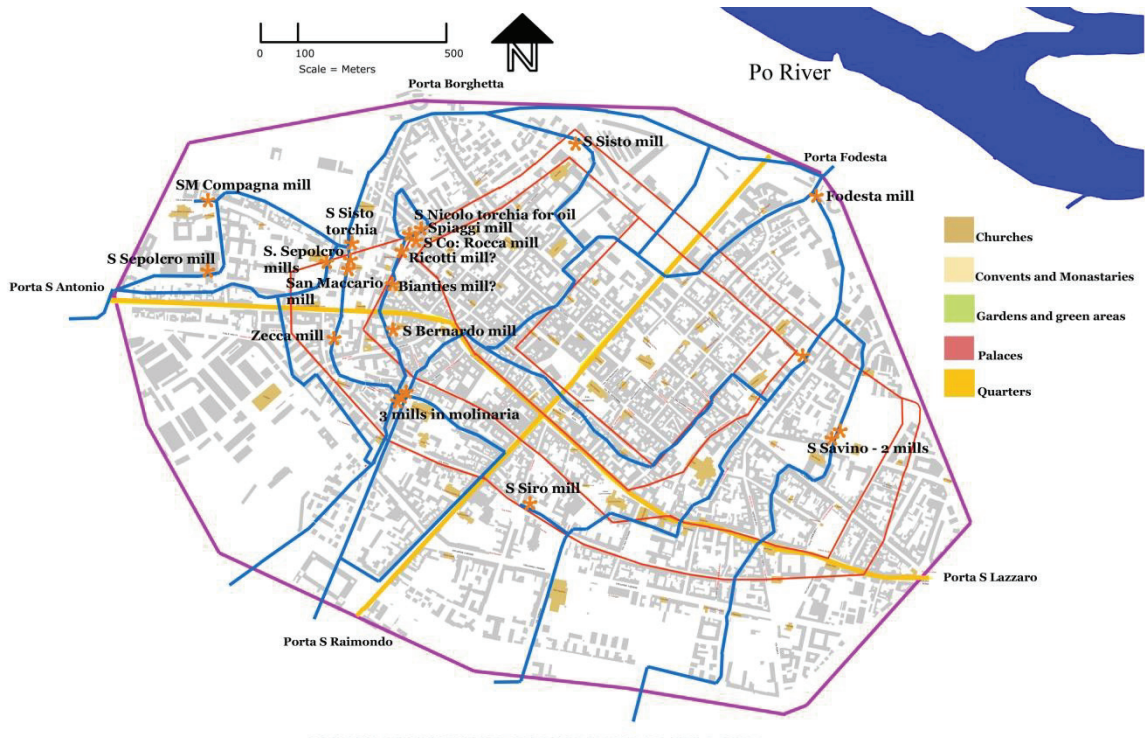 0
100
500
Scale = Meters
N
Po River
Porta Borghetta
S Sisto mill
Porta Fodesta
SM Compagna mill
Fodesta mill
S Sisto
torchia
S Nicolo torchia for oil
Spiaggi mill
S Co: Rocca mill
S. Sepolcro
mills
Ricotti mill?
S Sepolcro mill
San Maccario
mill
Bianties mill?
Porta S Antonio
Zecca mill
S Bernardo mill
3 mills in molinaria
S Savino - 2 mills
S Siro mill
Porta S Lazzaro
Porta S Raimondo
Churches
Convents and Monastaries
Gardens and green areas
Palaces
Quarters